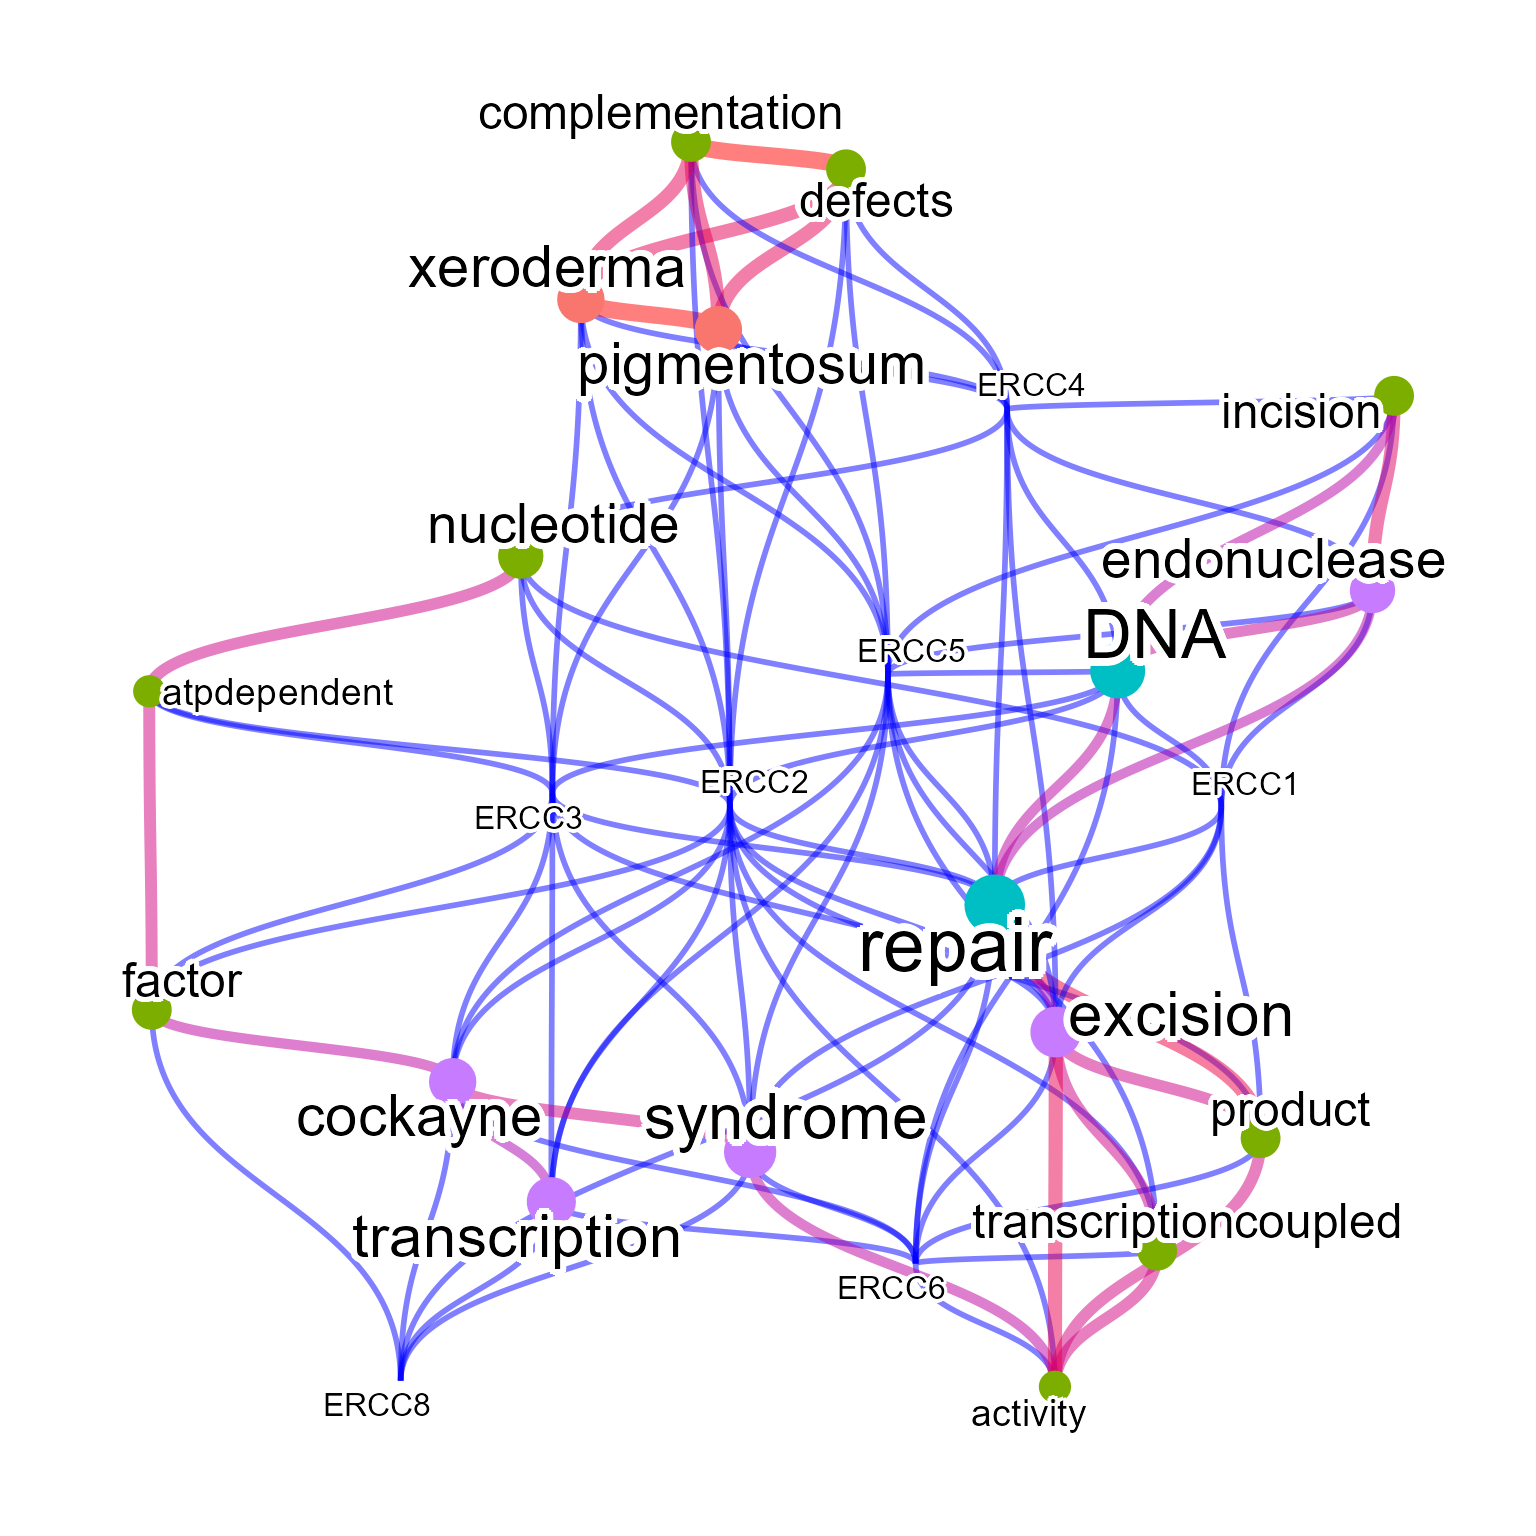 complementation
defects
xeroderma
pigmentosum
ERCC4
incision
nucleotide
endonuclease
DNA
ERCC5
atpdependent
ERCC2
ERCC1
ERCC3
repair
factor
excision
cockayne
syndrome
product
transcription
transcriptioncoupled
ERCC6
ERCC8
activity